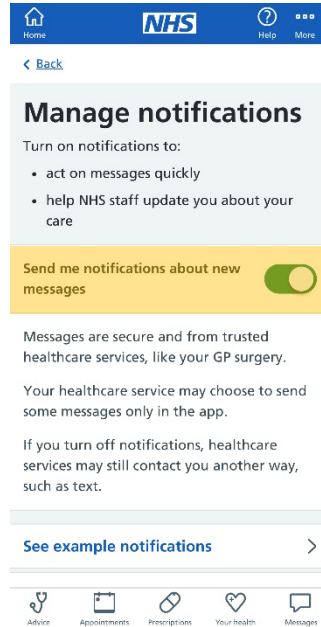 NHS
Home
Help
More
Back
Manage notifications
Turn on notifications to:
• act on messages quickly
• help NHS staff update you about your
care
Send me notifications about new
messages
Messages are secure and from trusted
healthcare services, like your GP surgery.
Your healthcare service may choose to send
some messages only in the app.
If you turn off notifications, healthcare
services may still contact you another way,
such as text.
See example notifications
Advice
Appointments
Prescriptions
Your health
Messages